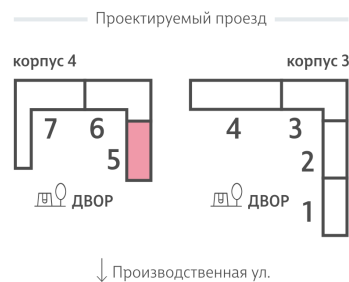 Проектируемый проезд
корпус 4
корпус 3
7 6
5
4 3
2
1
ДВОР
ДВОР
↓ Производственная ул.